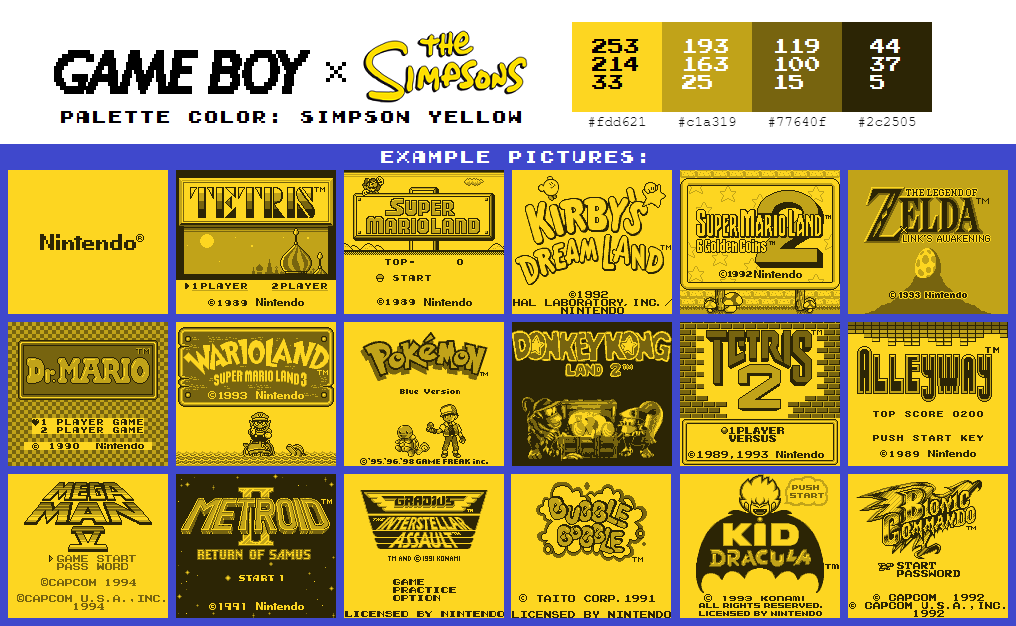 GAME BOY × THE SIMPSONS
PALETTE COLOR: SIMPSON YELLOW
253 214 33
193 163 25
119 100 15
44 37 5
#fdd621 #c1a319 #77640f #2c2505
EXAMPLE PICTURES:
Nintendo®
TETRIS™
1PLAYER 2PLAYER
©1989 Nintendo
SUPER
MARIOLAND
TOP- 0
START
©1989 Nintendo
KIRBY'S
DREAM LAND™
©1992
HAL LABORATORY, INC. /
NINTENDO
SUPER MARIO LAND™ 2
6 Golden Coins™
©1992 Nintendo
THE LEGEND OF
ZELDA™
LINK'S AWAKENING
© 1993 Nintendo
DR. MARIO™
1 PLAYER GAME
2 PLAYER GAME
© 1990 Nintendo
WARIOLAND
SUPER MARIO LAND 3™
©1993 Nintendo
POKéMON™
Blue Version
©'95.'96.'98 GAME FREAK inc.
DONKEY KONG
LAND 2™
TETRIS™
2
1PLAYER
VERSUS
©1989,1993 Nintendo
ALLEYWAY™
TOP SCORE 0200
PUSH START KEY
©1989 Nintendo
MEGA
MAN
IV
GAME START
PASS WORD
©CAPCOM 1994
©CAPCOM U.S.A.,INC.
1994
METROID™
II
RETURN OF SAMUS
START 1
©1991 Nintendo
GRADIUS™
THE INTERSTELLAR
ASSAULT™
TM AND ©1991 KONAMI
GAME
PRACTICE
OPTION
LICENSED BY NINTENDO
BUBBLE
BOBBLE™
© TAITO CORP. 1991
LICENSED BY NINTENDO
PUSH
START
KID
DRACULA™
© 1993 KONAMI
ALL RIGHTS RESERVED.
LICENSED BY NINTENDO
BIONIC
COMMANDO™
START
PASSWORD
© CAPCOM 1992
© CAPCOM U.S.A.,INC.
1992